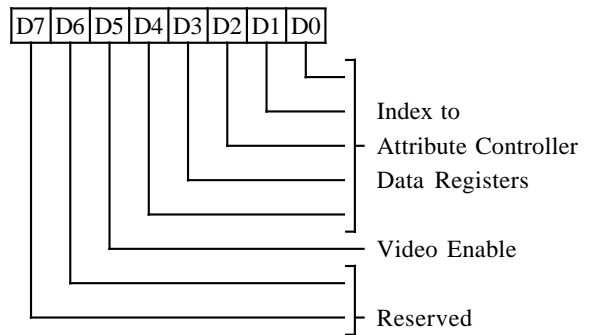 D7 D6 D5 D4 D3 D2 D1 D0
Index to
Attribute Controller
Data Registers
Video Enable
Reserved